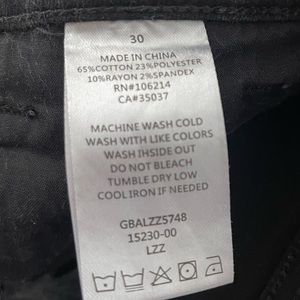 30
MADE IN CHINA
65%COTTON 23%POLYESTER
10%RAYON 2%SPANDEX
RN#106214
CA#35037
MACHINE WASH COLD
WASH WITH LIKE COLORS
WASH INSIDE OUT
DO NOT BLEACH
TUMBLE DRY LOW
COOL IRON IF NEEDED
GBALZZ5748
15230-00
LZZ